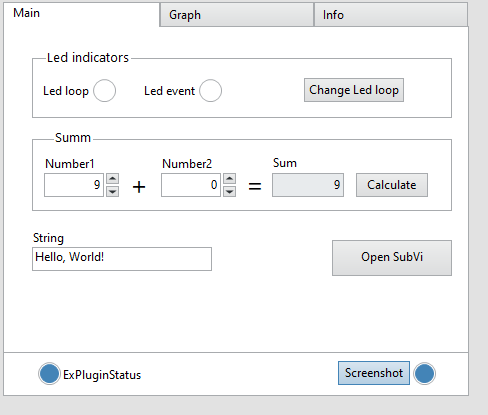 Main Graph Info
Led indicators
Led loop Led event Change Led loop
Summ
Number1 Number2 Sum
9 + 0 = 9 Calculate
String
Hello, World!
Open SubVi
ExPluginStatus Screenshot